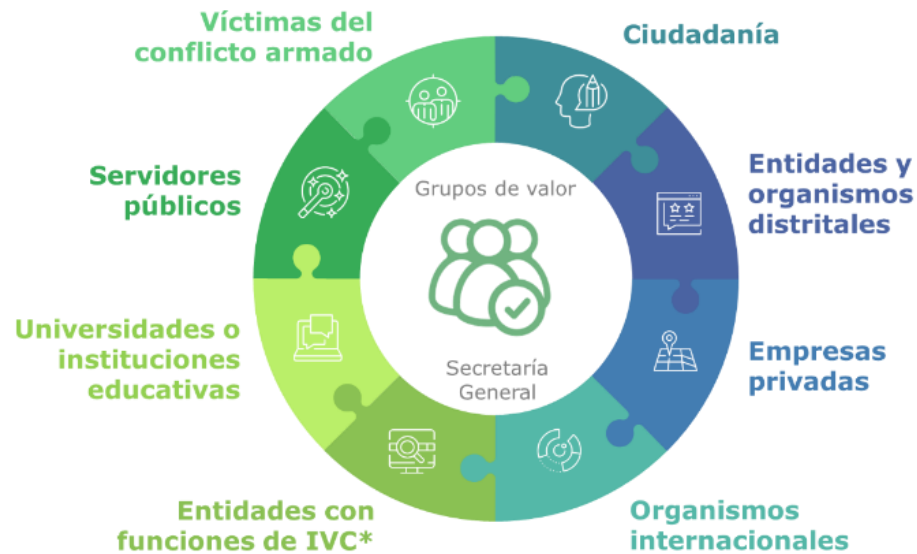 Víctimas del
conflicto armado
Ciudadanía
Servidores
públicos
Grupos de valor
Entidades y
organismos
distritales
Universidades o
instituciones
educativas
Secretaría
General
Empresas
privadas
Entidades con
funciones de IVC*
Organismos
internacionales